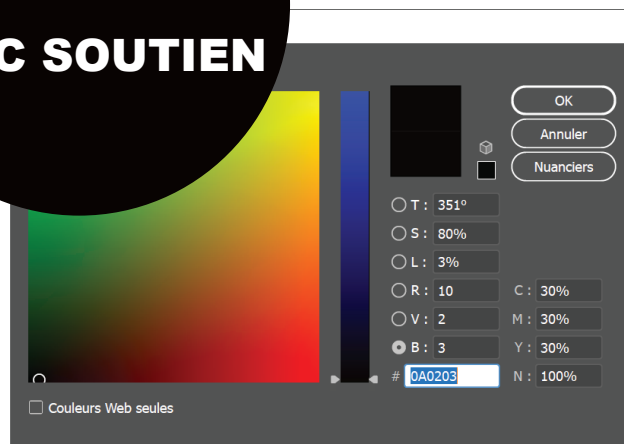 C SOUTIEN
OK
Annuler
Nuanciers
T : 351°
S : 80%
L : 3%
R : 10 C : 30%
V : 2 M : 30%
B : 3 Y : 30%
# 0A0203 N : 100%
Couleurs Web seules